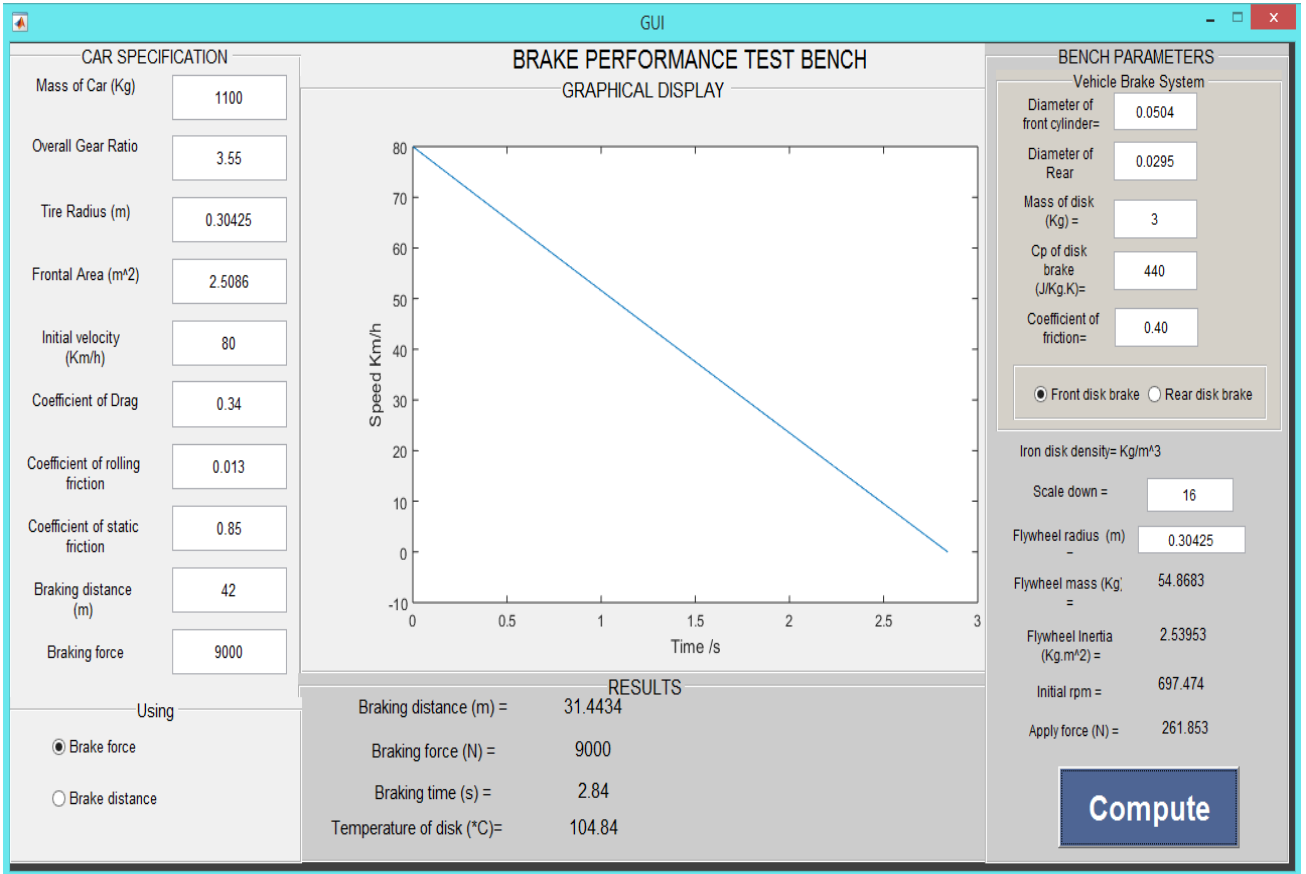 GUI
CAR SPECIFICATION
Mass of Car (Kg)
1100
Overall Gear Ratio
3.55
Tire Radius (m)
0.30425
Frontal Area (m^2)
2.5086
Initial velocity
(Km/h)
80
Coefficient of Drag
0.34
Coefficient of rolling
friction
0.013
Coefficient of static
friction
0.85
Braking distance
(m)
42
Braking force
9000
Using
Brake force
Brake distance
BRAKE PERFORMANCE TEST BENCH
GRAPHICAL DISPLAY
Speed Km/h
80
70
60
50
40
30
20
10
0
-10
0 0.5 1 1.5 2 2.5 3
Time /s
RESULTS
Braking distance (m) = 31.4434
Braking force (N) = 9000
Braking time (s) = 2.84
Temperature of disk (*C)= 104.84
BENCH PARAMETERS
Vehicle Brake System
Diameter of
front cylinder=
0.0504
Diameter of
Rear
0.0295
Mass of disk
(Kg) =
3
Cp of disk
brake
(J/Kg.K)=
440
Coefficient of
friction=
0.40
Front disk brake Rear disk brake
Iron disk density= Kg/m^3
Scale down = 16
Flywheel radius (m)
=
0.30425
Flywheel mass (Kg)
=
54.8683
Flywheel Inertia
(Kg.m^2) =
2.53953
Initial rpm = 697.474
Apply force (N) = 261.853
Compute